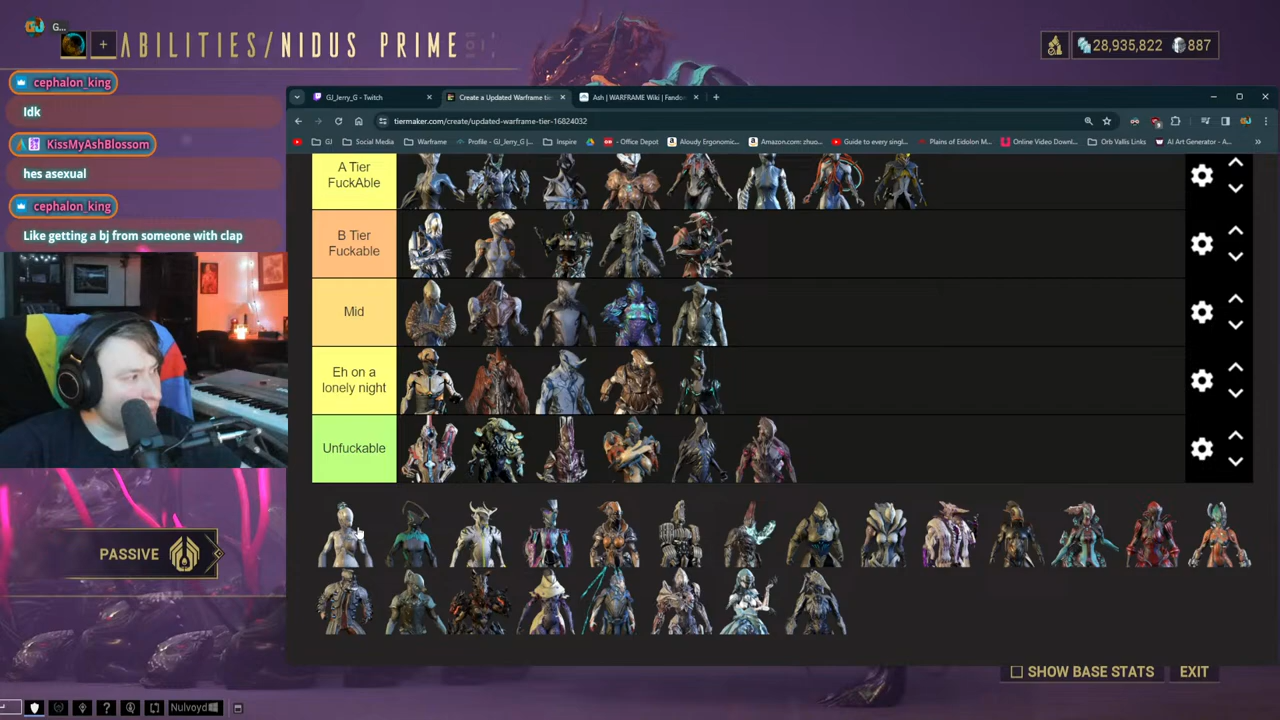 G...
ABILITIES/NIDUS PRIME
28,935,822
887
cephalon_king
Idk
KissMyAshBlossom
hes asexual
cephalon_king
Like getting a bj from someone with clap
GJ_Jerry_G - Twitch
Create a Updated Warframe tie
Ash | WARFRAME Wiki | Fandom
tiermaker.com/create/updated-warframe-tier-16824032
GJ
Social Media
Warframe
Profile - GJ_Jerry_G |...
Inspire
- Office Depot
Aloudy Ergonomic...
Amazon.com: zhuo...
Guide to every singl...
Plains of Eidolon M...
Online Video Downl...
Orb Vallis Links
AI Art Generator - A...
A Tier
FuckAble
B Tier
Fuckable
Mid
Eh on a
lonely night
Unfuckable
PASSIVE
SHOW BASE STATS
EXIT
Nulvoyd